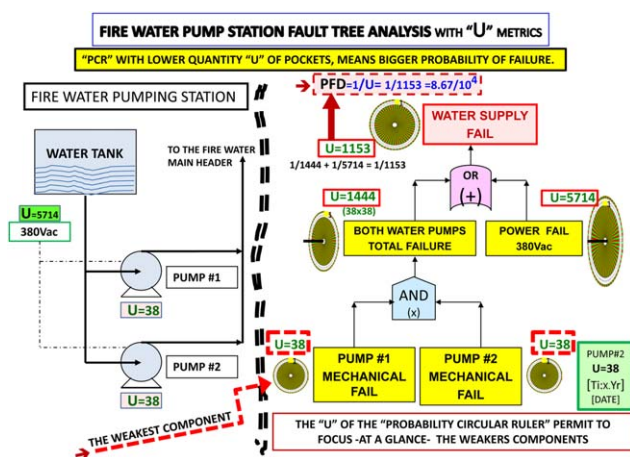 FIRE WATER PUMP STATION FAULT TREE ANALYSIS WITH “U” METRICS
“PCR” WITH LOWER QUANTITY “U” OF POCKETS, MEANS BIGGER PROBABILITY OF FAILURE.
FIRE WATER PUMPING STATION
WATER TANK
TO THE FIRE WATER
MAIN HEADER
U=5714
380Vac
PUMP #1
U=38
PUMP #2
U=38
THE WEAKEST COMPONENT
PFD=1/U= 1/1153 =8.67/10⁴
U=1153
1/1444 + 1/5714 = 1/1153
WATER SUPPLY
FAIL
OR
(+)
U=1444
(38x38)
U=5714
BOTH WATER PUMPS
TOTAL FAILURE
POWER FAIL
380Vac
AND
(x)
U=38
U=38
PUMP #1
MECHANICAL
FAIL
PUMP #2
MECHANICAL
FAIL
PUMP#2
U=38
[Ti:x.Yr]
[DATE]
THE “U” OF THE “PROBABILITY CIRCULAR RULER” PERMIT TO
FOCUS -AT A GLANCE- THE WEAKERS COMPONENTS